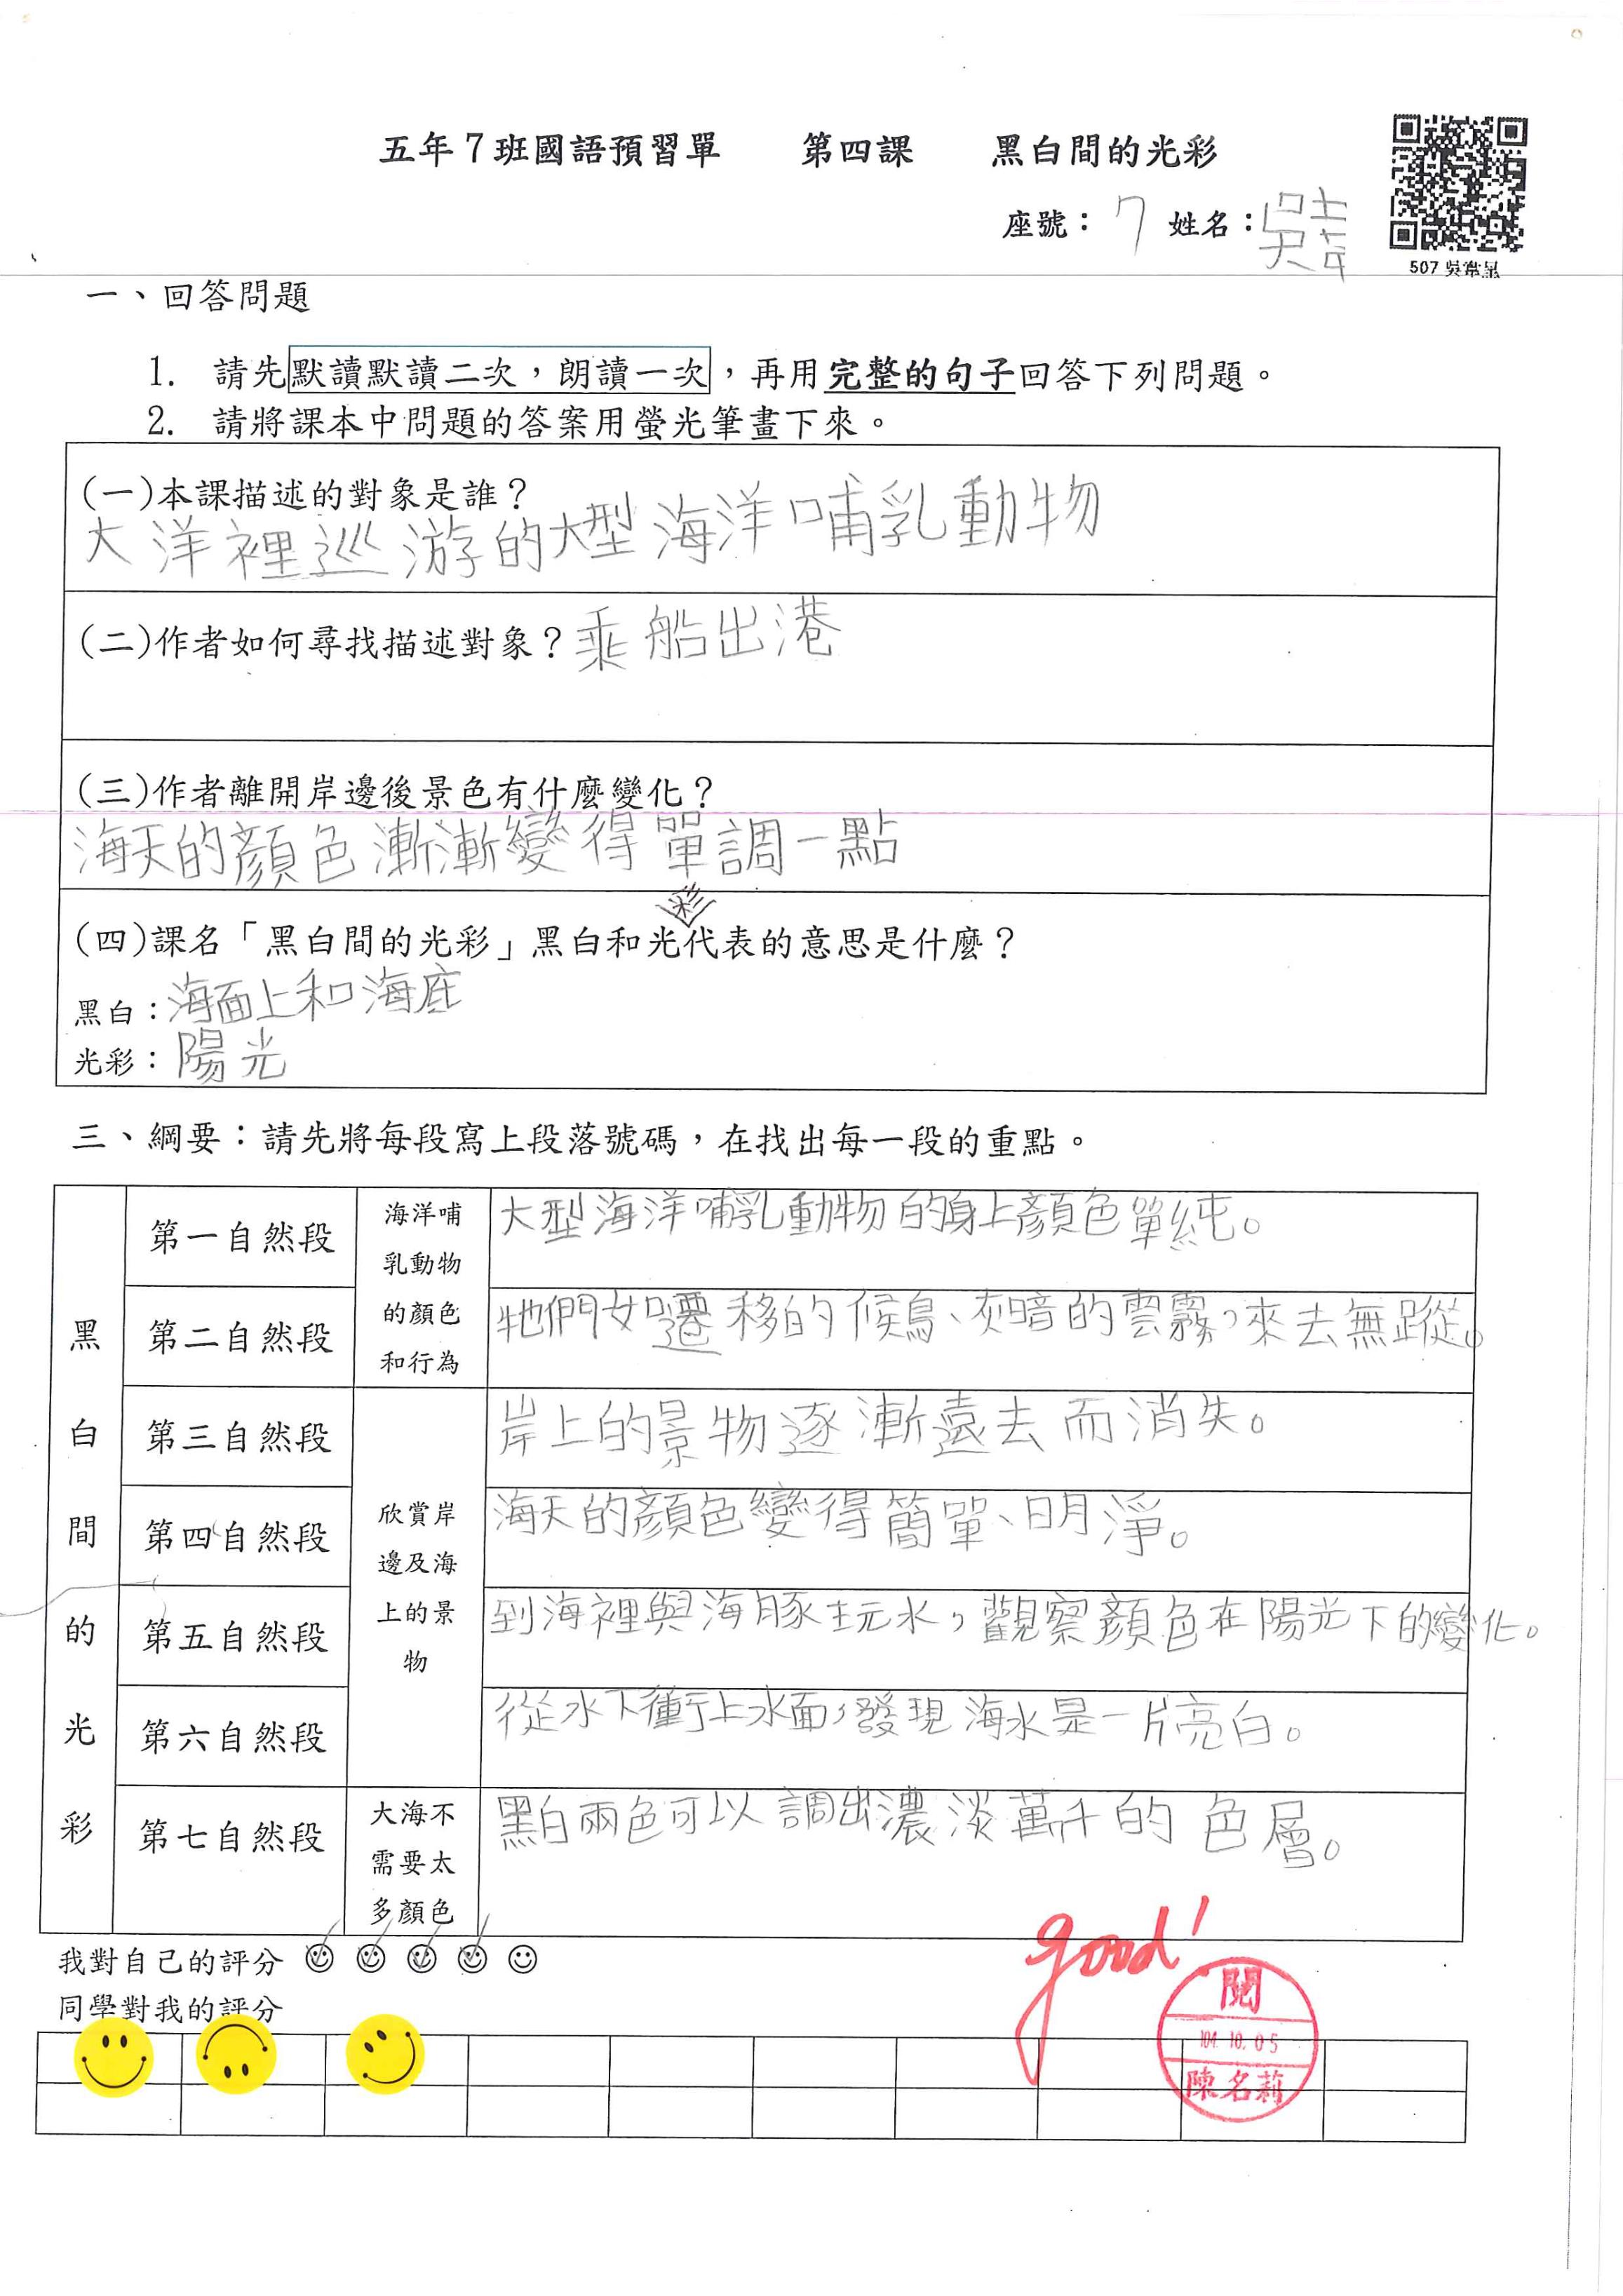 五年7班國語預習單 第四課 黑白間的光彩
座號：7 姓名：吳
507 吳
一、回答問題
1. 請先默讀默讀二次，朗讀一次，再用完整的句子回答下列問題。
2. 請將課本中問題的答案用螢光筆畫下來。
(一)本課描述的對象是誰？
大洋裡巡游的大型海洋哺乳動物
(二)作者如何尋找描述對象？乘船出港
(三)作者離開岸邊後景色有什麼變化？
海天的顏色漸漸變得單調一點
(四)課名「黑白間的光彩」黑白和光彩代表的意思是什麼？
黑白：海面上和海底
光彩：陽光
三、綱要：請先將每段寫上段落號碼，在找出每一段的重點。
黑白間的光彩
第一自然段
海洋哺乳動物的顏色和行為
大型海洋哺乳動物的身上顏色單純。
第二自然段
牠們如遷移的候鳥、灰暗的雲霧，來去無蹤。
第三自然段
欣賞岸邊及海上的景物
岸上的景物逐漸遠去而消失。
第四自然段
海天的顏色變得簡單、明淨。
第五自然段
到海裡與海豚玩水，觀察顏色在陽光下的變化。
第六自然段
從水下衝上水面，發現海水是一片亮白。
第七自然段
大海不需要太多顏色
黑白兩色可以調出濃淡萬千的色層。
我對自己的評分
同學對我的評分
good!
閱
104.10.05
陳名莉